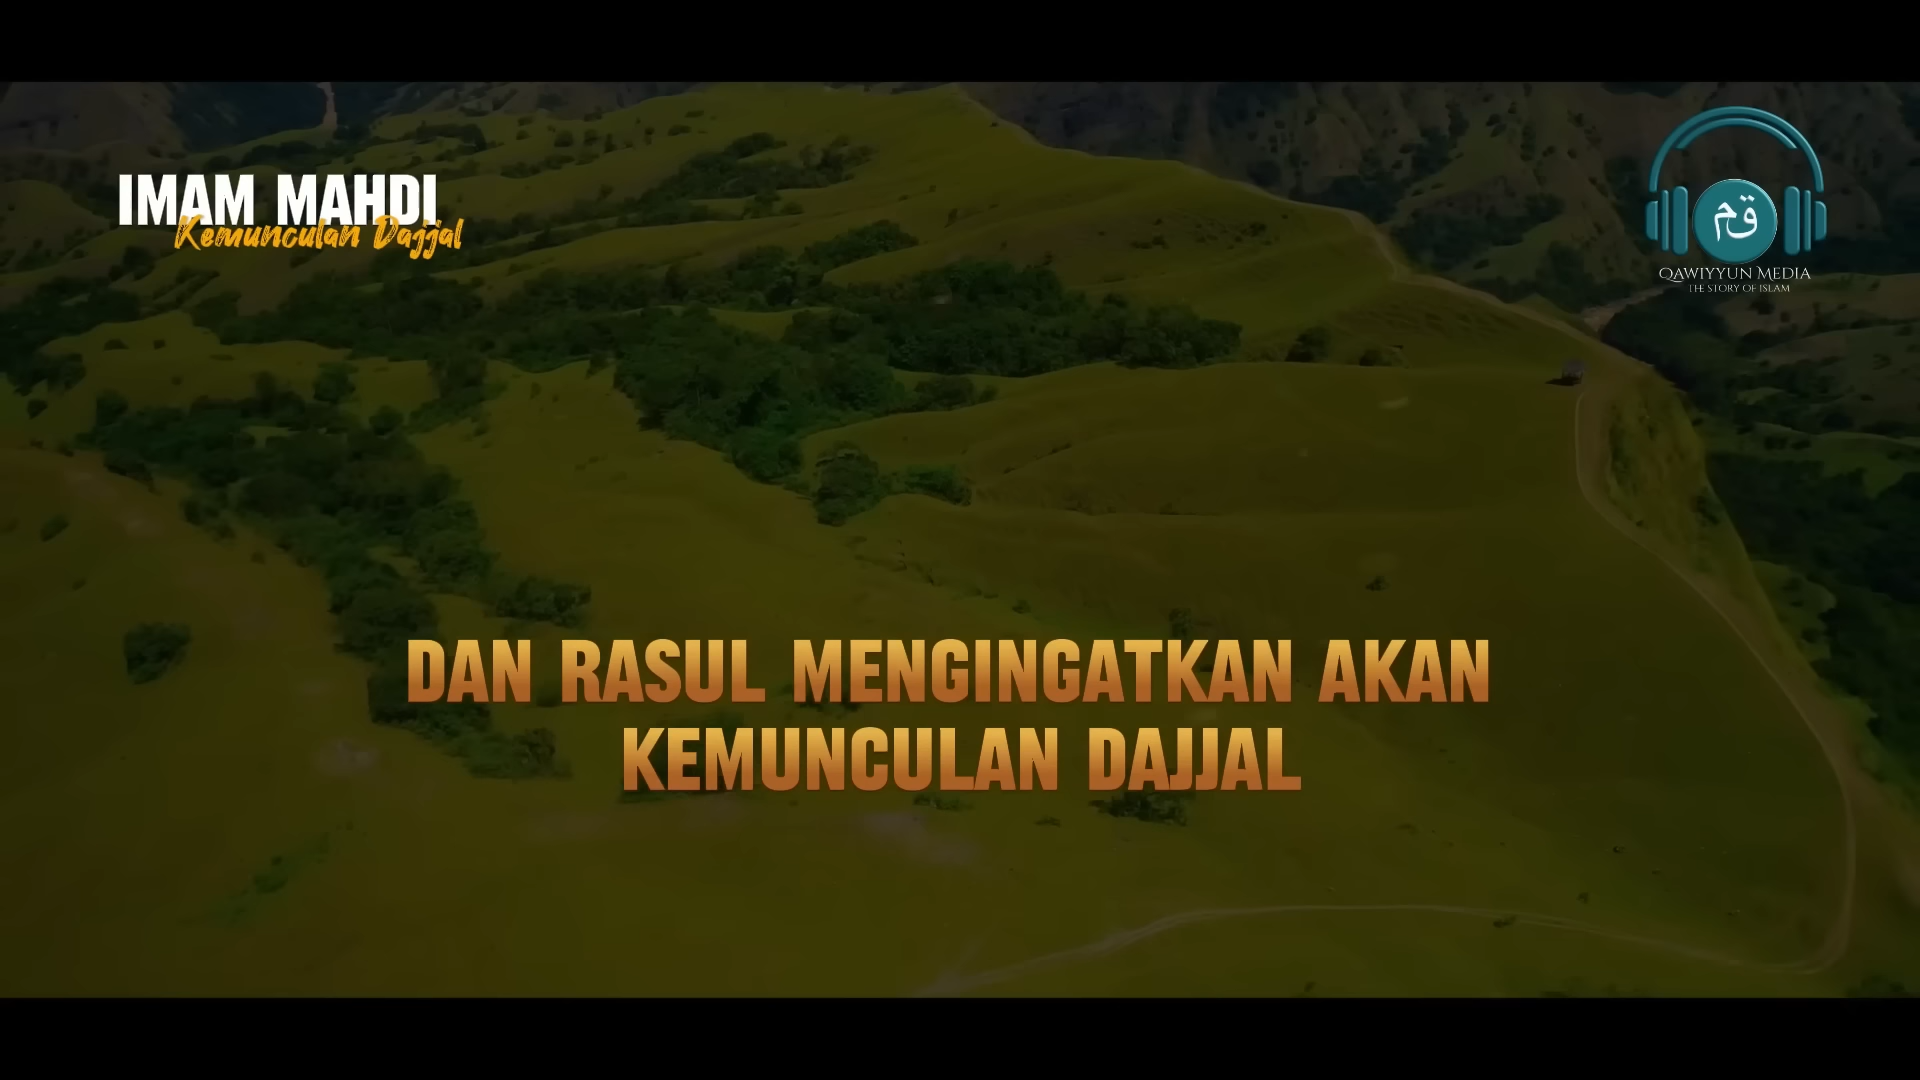 IMAM MAHDI
Kemunculan Dajjal
قم
QAWIYYUN MEDIA
THE STORY OF ISLAM
DAN RASUL MENGINGATKAN AKAN
KEMUNCULAN DAJJAL